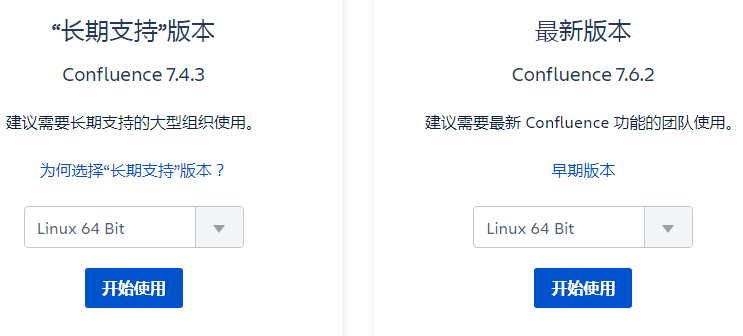 “长期支持”版本
Confluence 7.4.3
建议需要长期支持的大型组织使用。
为何选择“长期支持”版本？
Linux 64 Bit
开始使用
最新版本
Confluence 7.6.2
建议需要最新 Confluence 功能的团队使用。
早期版本
Linux 64 Bit
开始使用